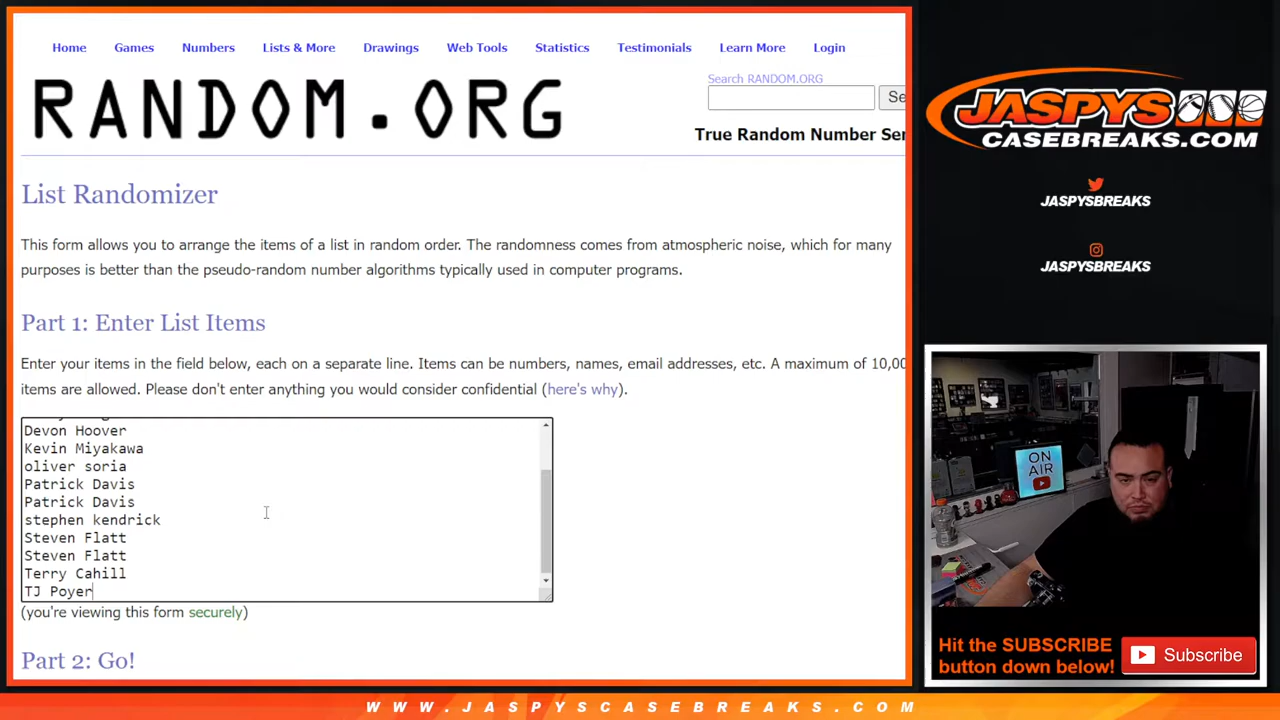 Home Games Numbers Lists & More Drawings Web Tools Statistics Testimonials Learn More Login
Search RANDOM.ORG
RANDOM.ORG
Se
True Random Number Ser
List Randomizer
This form allows you to arrange the items of a list in random order. The randomness comes from atmospheric noise, which for many
purposes is better than the pseudo-random number algorithms typically used in computer programs.
Part 1: Enter List Items
Enter your items in the field below, each on a separate line. Items can be numbers, names, email addresses, etc. A maximum of 10,00
items are allowed. Please don't enter anything you would consider confidential (here's why).
Devon Hoover
Kevin Miyakawa
oliver soria
Patrick Davis
Patrick Davis
stephen kendrick
Steven Flatt
Steven Flatt
Terry Cahill
TJ Poyer
(you're viewing this form securely)
Part 2: Go!
JASPYS
CASEBREAKS.COM
JASPYSBREAKS
JASPYSBREAKS
ON
AIR
Hit the SUBSCRIBE
button down below!
Subscribe
WWW.JASPYSCASEBREAKS.COM